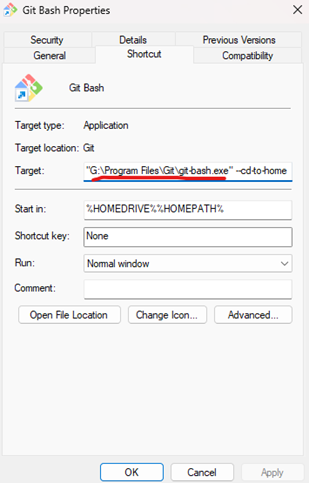 Git Bash Properties
Security Details Previous Versions
General Shortcut Compatibility
Git Bash
Target type: Application
Target location: Git
Target: "G:\Program Files\Git\git-bash.exe" --cd-to-home
Start in: %HOMEDRIVE%%HOMEPATH%
Shortcut key: None
Run: Normal window
Comment:
Open File Location Change Icon... Advanced...
OK Cancel Apply